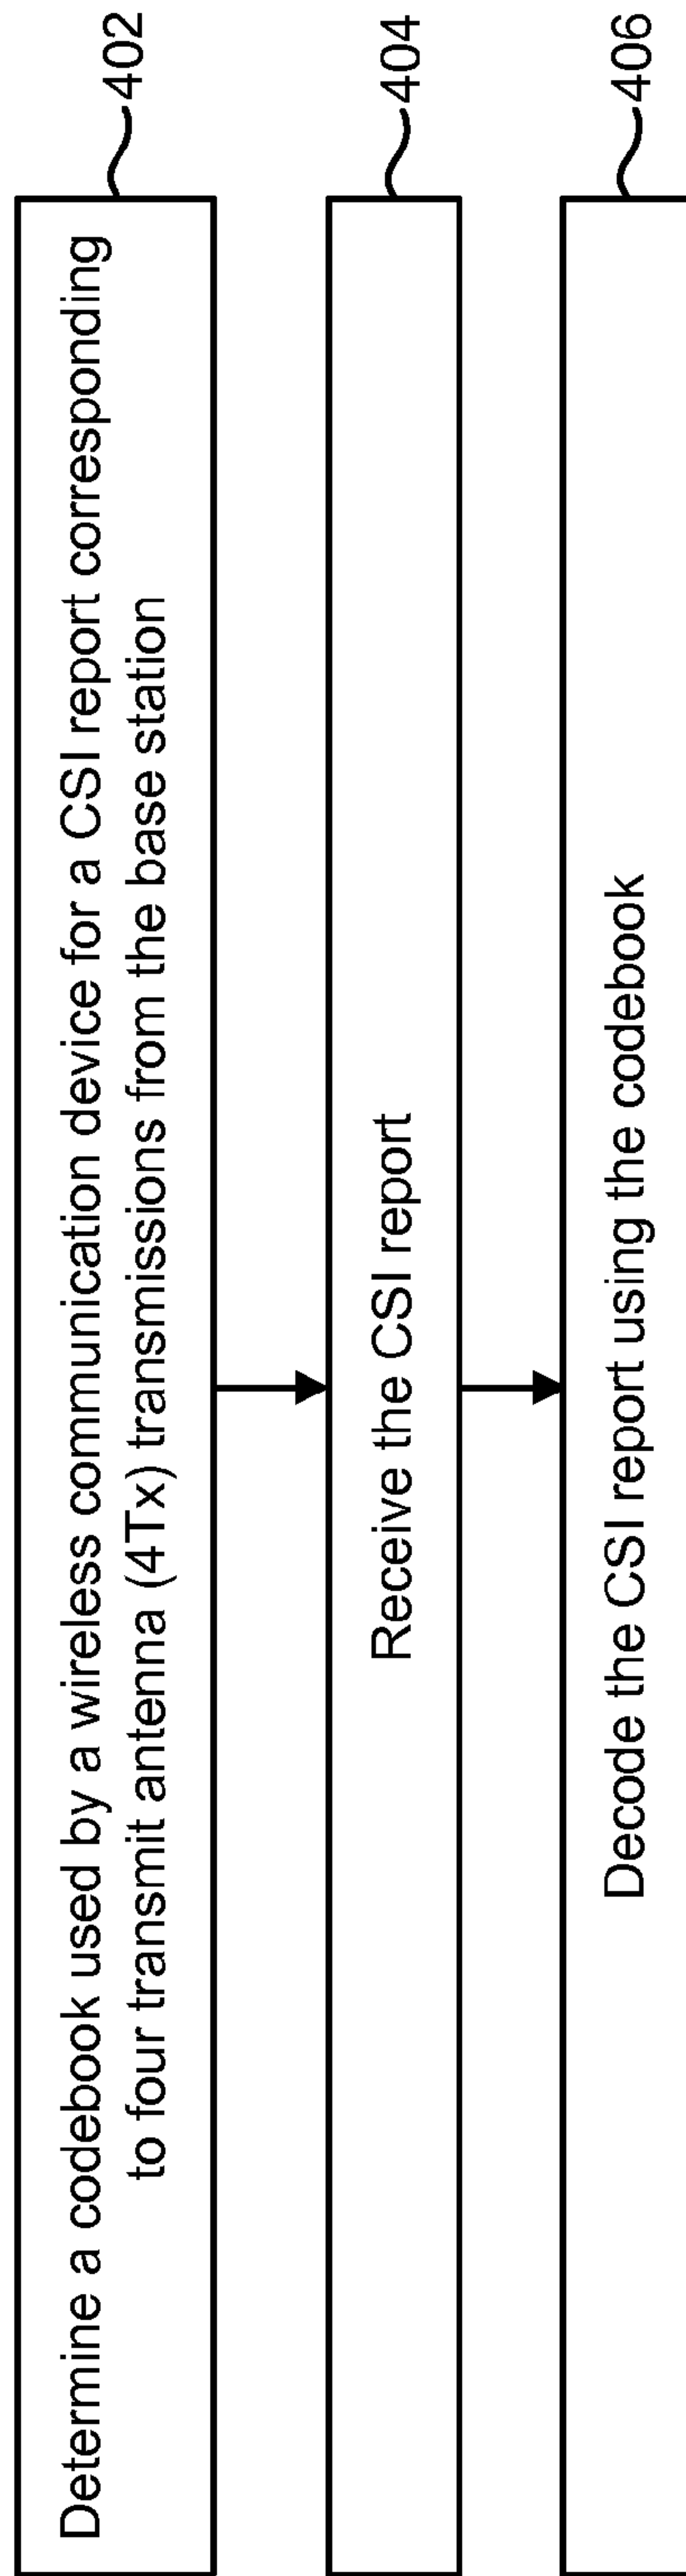 Determine a codebook used by a wireless communication device for a CSI report corresponding
to four transmit antenna (4Tx) transmissions from the base station
402
Receive the CSI report
404
Decode the CSI report using the codebook
406